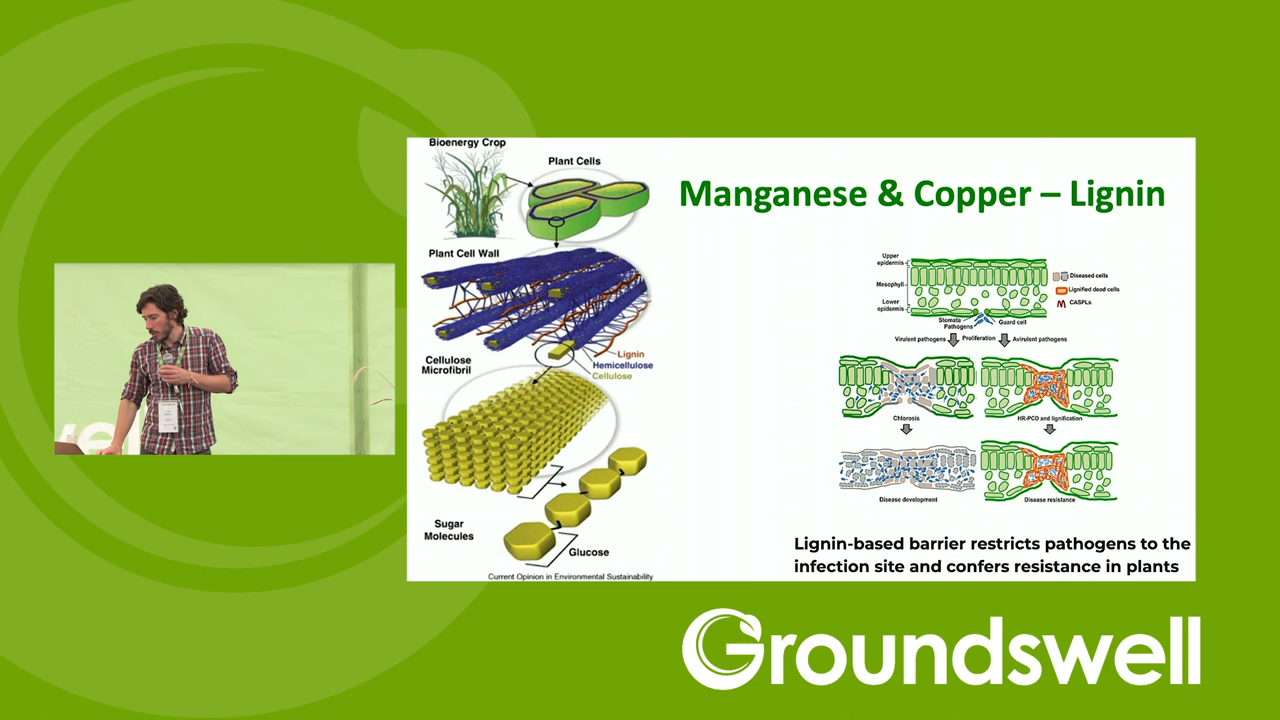 Bioenergy Crop
Plant Cells
Plant Cell Wall
Cellulose
Microfibril
Lignin
Hemicellulose
Cellulose
Sugar
Molecules
Glucose
Current Opinion in Environmental Sustainability
Manganese & Copper – Lignin
Upper
epidermis
Mesophyll
Lower
epidermis
Diseased cells
Lignified dead cells
CASPLs
Stomata
Pathogens
Guard cell
Virulent pathogens
Proliferation
Avirulent pathogens
Chlorosis
HR-PCD and lignification
Disease development
Disease resistance
Lignin-based barrier restricts pathogens to the
infection site and confers resistance in plants
Groundswell